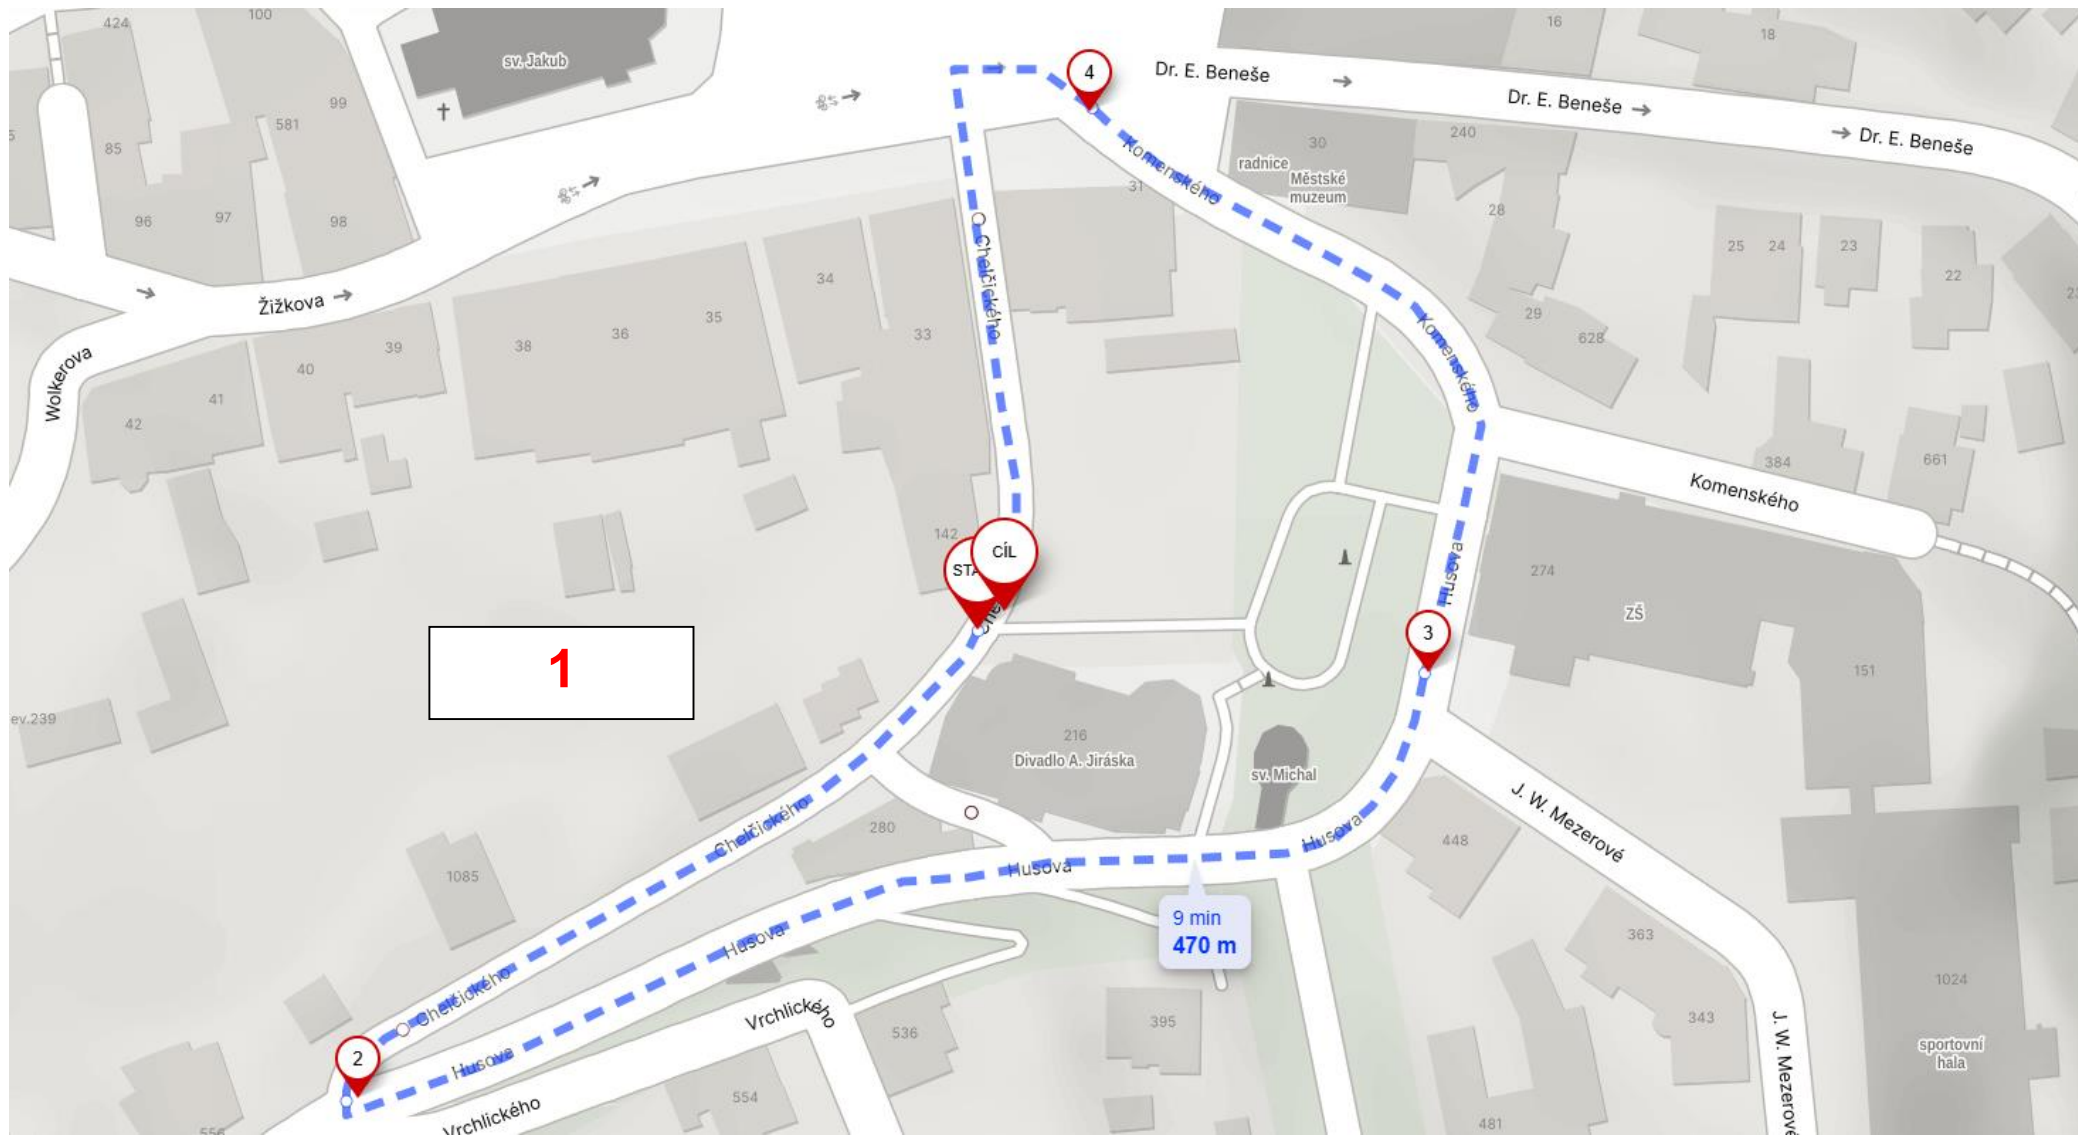 424
100
16
18
sv. Jakub
4
Dr. E. Beneše
Dr. E. Beneše
Dr. E. Beneše
99
581
85
30
240
radnice
Městské
muzeum
Komenského
31
28
96
97
98
25
24
23
22
Chelčického
34
Žižkova
35
36
38
33
29
628
39
40
Wolkerova
Komenského
41
42
384
661
Komenského
142
CÍL
STA
Husova
274
ZŠ
3
1
151
ev.239
216
Divadlo A. Jiráska
sv. Michal
J. W. Mezerové
Chelčického
280
Husova
448
Husova
1085
9 min
470 m
Husova
363
1024
Chelčického
Vrchlického
536
395
343
J. W. Mezerové
sportovní
hala
2
Husova
554
Vrchlického
481
556